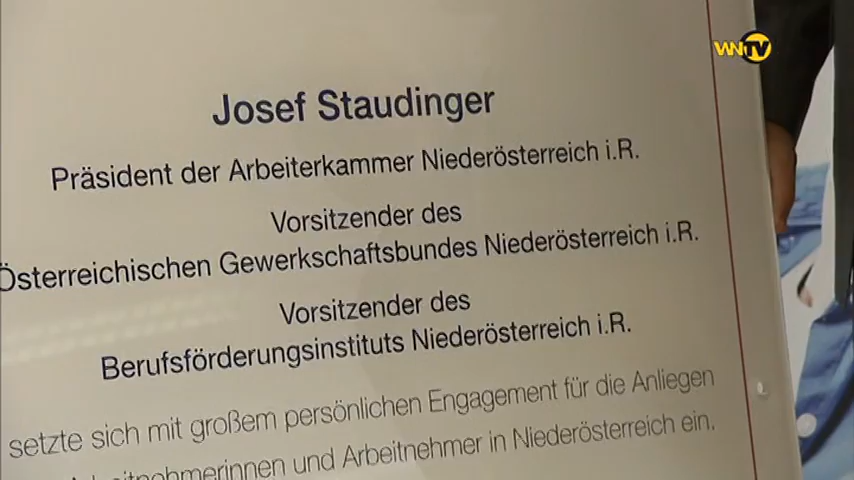 WNTV
Josef Staudinger
Präsident der Arbeiterkammer Niederösterreich i.R.
Vorsitzender des
Österreichischen Gewerkschaftsbundes Niederösterreich i.R.
Vorsitzender des
Berufsförderungsinstituts Niederösterreich i.R.
setzte sich mit großem persönlichen Engagement für die Anliegen
Arbeitnehmerinnen und Arbeitnehmer in Niederösterreich ein.